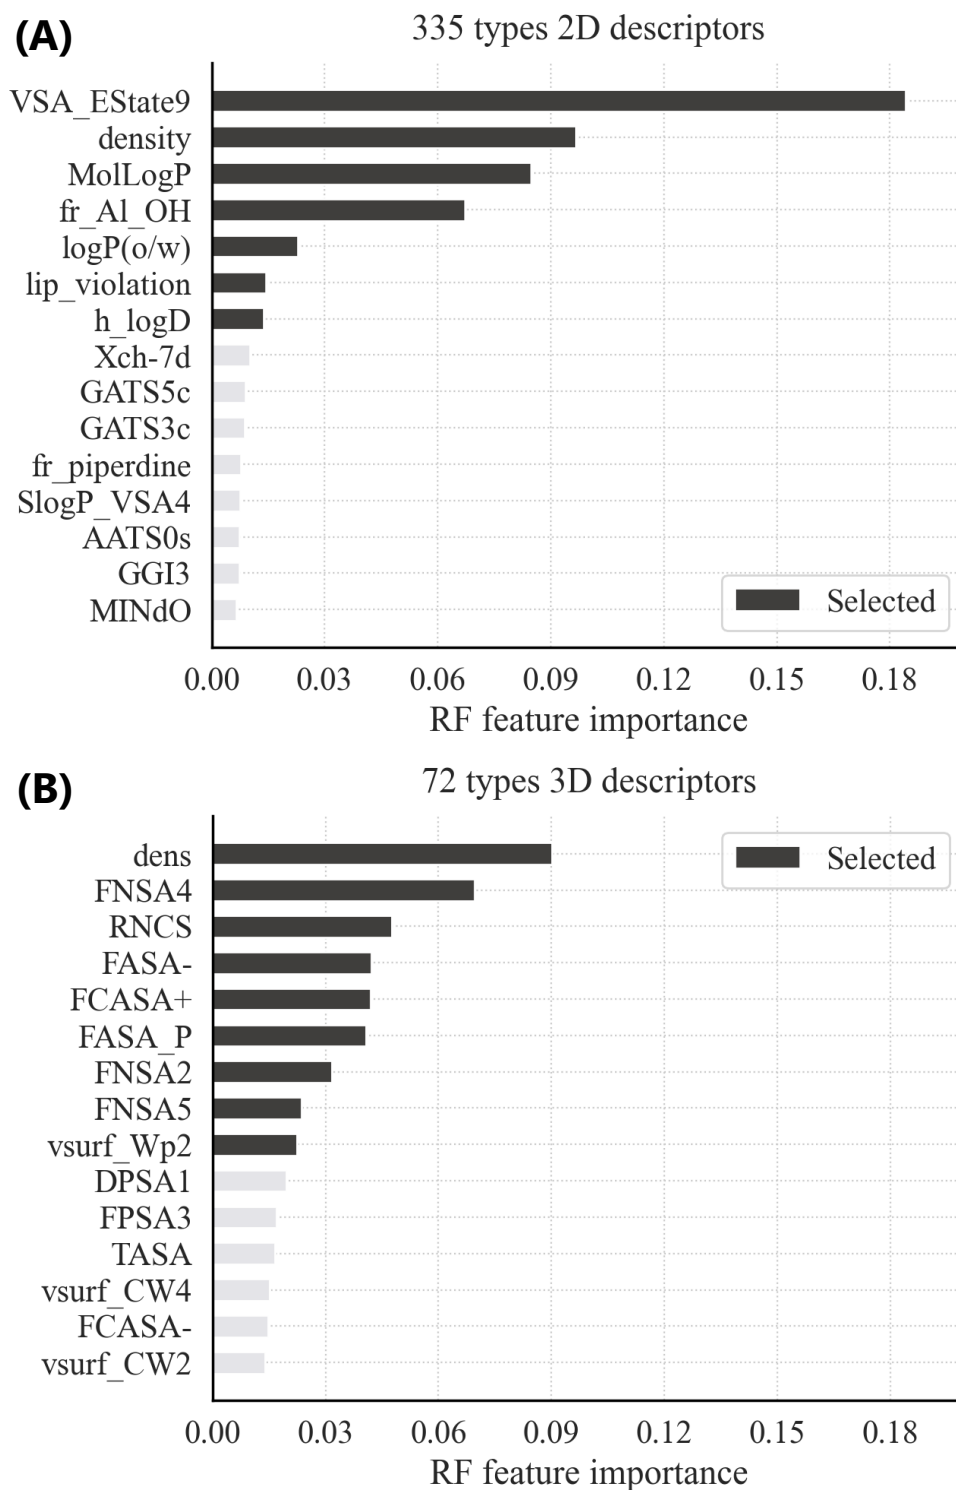 (A)
335 types 2D descriptors
VSA_EState9
density
MolLogP
fr_Al_OH
logP(o/w)
lip_violation
h_logD
Xch-7d
GATS5c
GATS3c
fr_piperdine
SlogP_VSA4
AATS0s
GGI3
MINdO
Selected
0.00 0.03 0.06 0.09 0.12 0.15 0.18
RF feature importance
(B)
72 types 3D descriptors
dens
FNSA4
RNCS
FASA-
FCASA+
FASA_P
FNSA2
FNSA5
vsurf_Wp2
DPSA1
FPSA3
TASA
vsurf_CW4
FCASA-
vsurf_CW2
Selected
0.00 0.03 0.06 0.09 0.12 0.15 0.18
RF feature importance